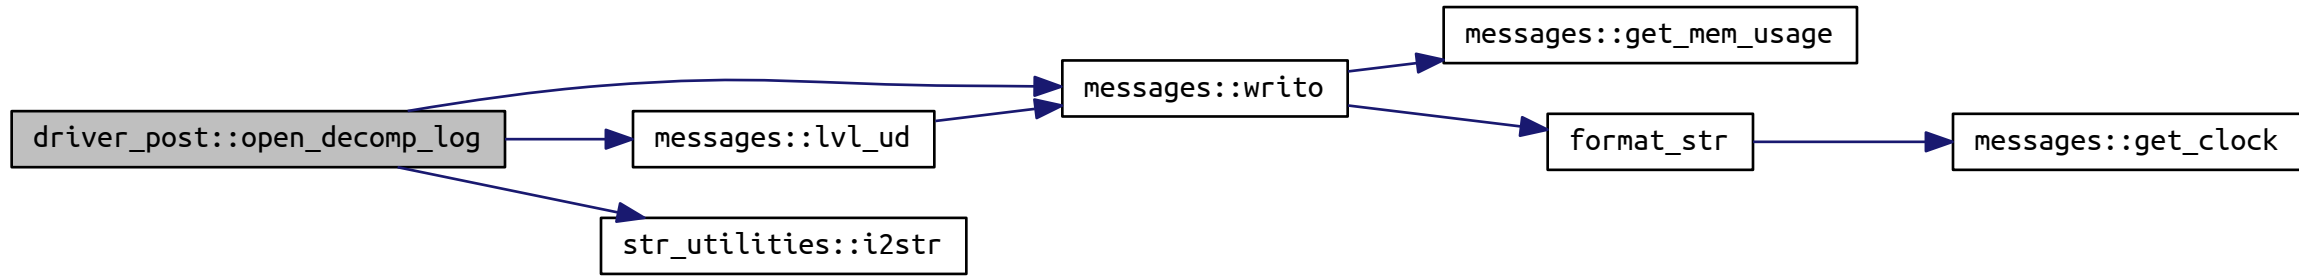 driver_post::open_decomp_log
messages::lvl_ud
str_utilities::i2str
messages::writo
messages::get_mem_usage
format_str
messages::get_clock